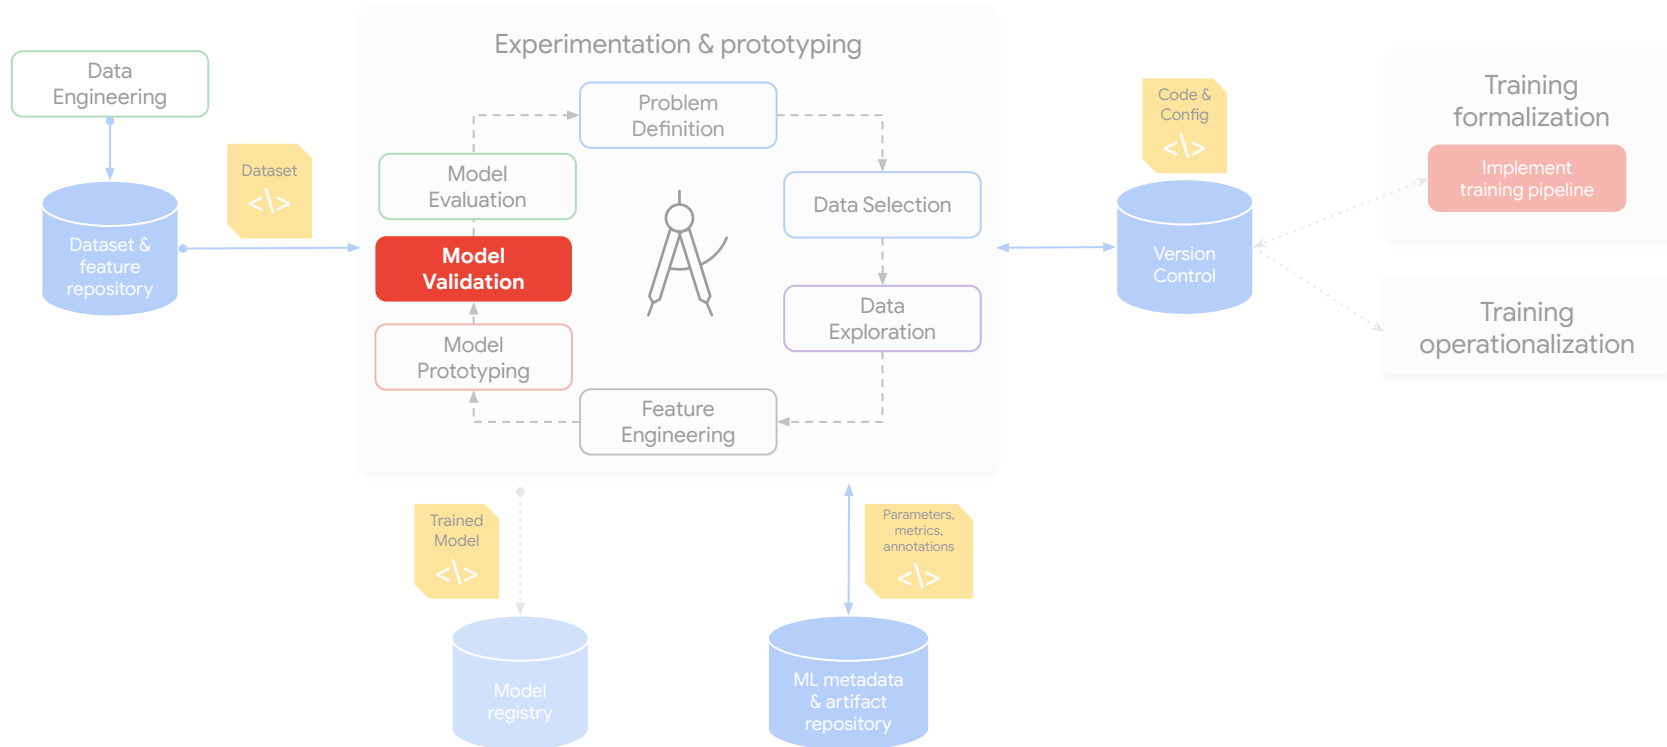 Experimentation & prototyping
Data
Engineering
Dataset
</>
Dataset &
feature
repository
Problem
Definition
Model
Evaluation
Data Selection
Model
Validation
Data
Exploration
Model
Prototyping
Feature
Engineering
Code &
Config
</>
Version
Control
Training
formalization
Implement
training pipeline
Training
operationalization
Trained
Model
</>
Parameters,
metrics,
annotations
</>
Model
registry
ML metadata
& artifact
repository